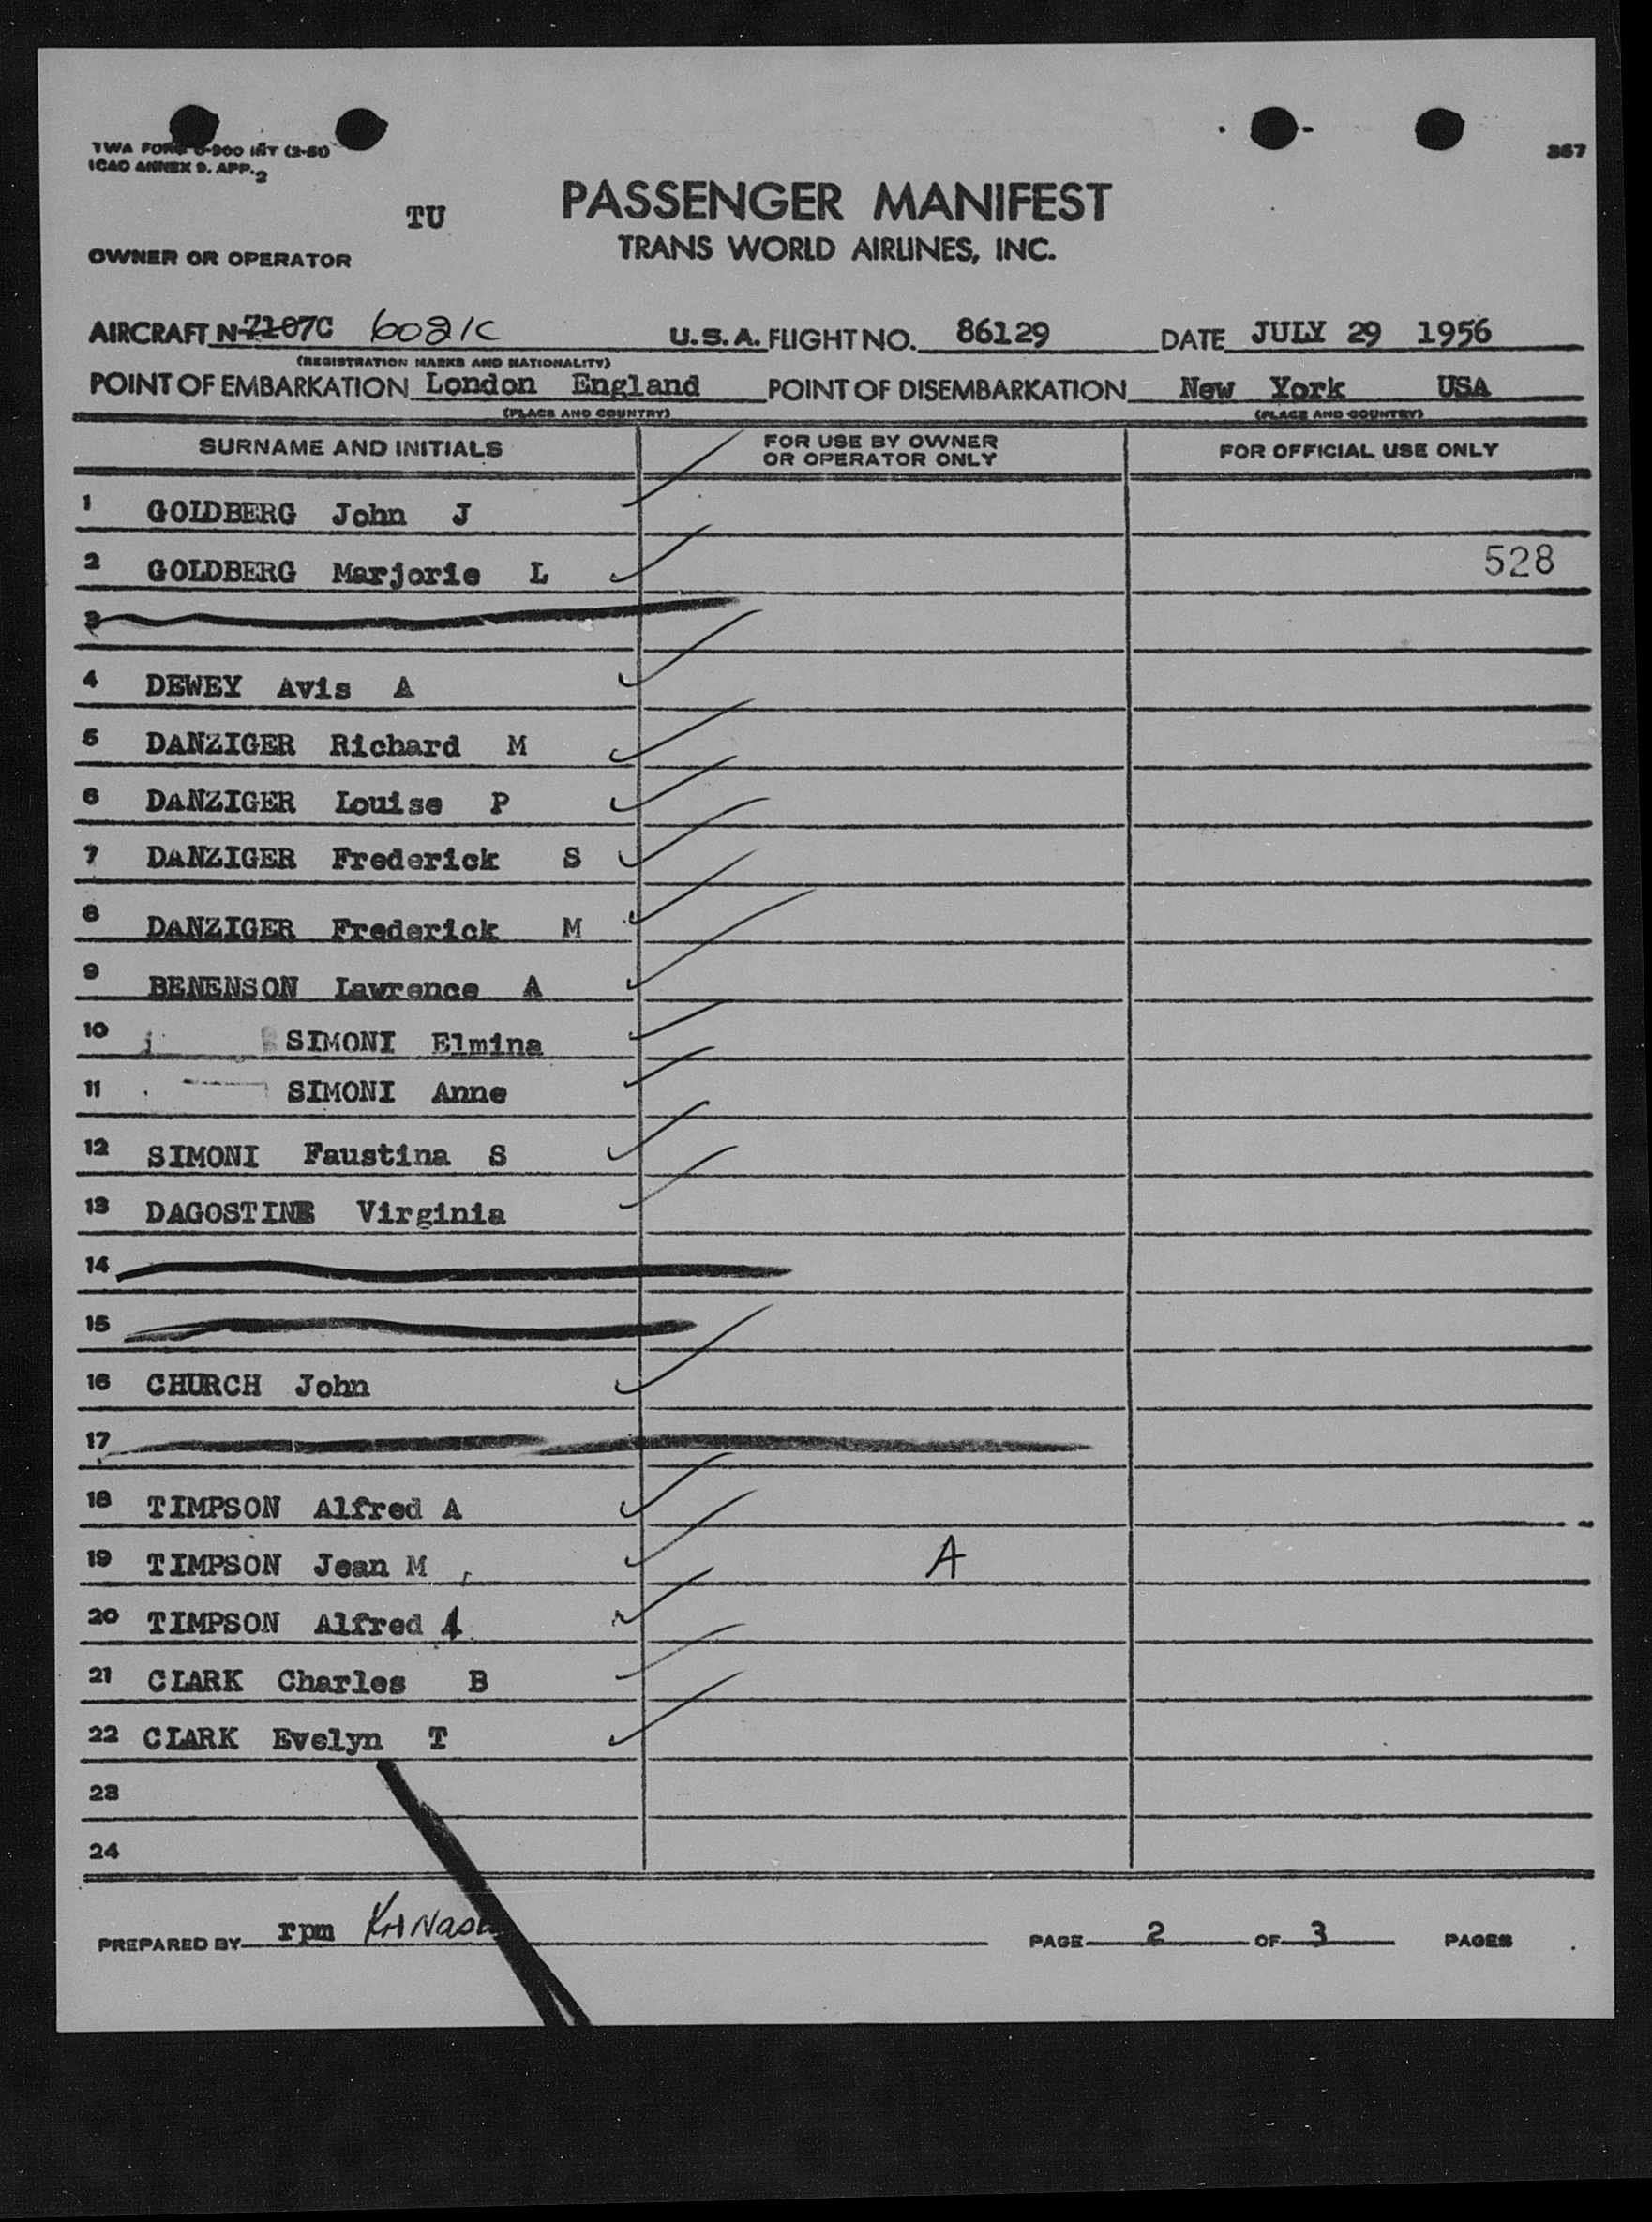 TWA FORM O-900 INT (2-51)
ICAO ANNEX 9. APP. 2
367
TU
PASSENGER MANIFEST
TRANS WORLD AIRLINES, INC.
OWNER OR OPERATOR
AIRCRAFT N-7107C 6021C U.S.A. FLIGHT NO. 86129 DATE JULY 29 1956
(REGISTRATION MARKS AND NATIONALITY)
POINT OF EMBARKATION London England POINT OF DISEMBARKATION New York USA
(PLACE AND COUNTRY) (PLACE AND COUNTRY)
SURNAME AND INITIALS FOR USE BY OWNER OR OPERATOR ONLY FOR OFFICIAL USE ONLY
1 GOLDBERG John J
2 GOLDBERG Marjorie L 528
3
4 DEWEY Avis A
5 DANZIGER Richard M
6 DANZIGER Louise P
7 DANZIGER Frederick S
8 DANZIGER Frederick M
9 BENENSON Lawrence A
10 SIMONI Elmina
11 SIMONI Anne
12 SIMONI Faustina S
13 DAGOSTINE Virginia
14
15
16 CHURCH John
17
18 TIMPSON Alfred A
19 TIMPSON Jean M A
20 TIMPSON Alfred A
21 CLARK Charles B
22 CLARK Evelyn T
23
24
PREPARED BY rpm PAGE 2 OF 3 PAGES